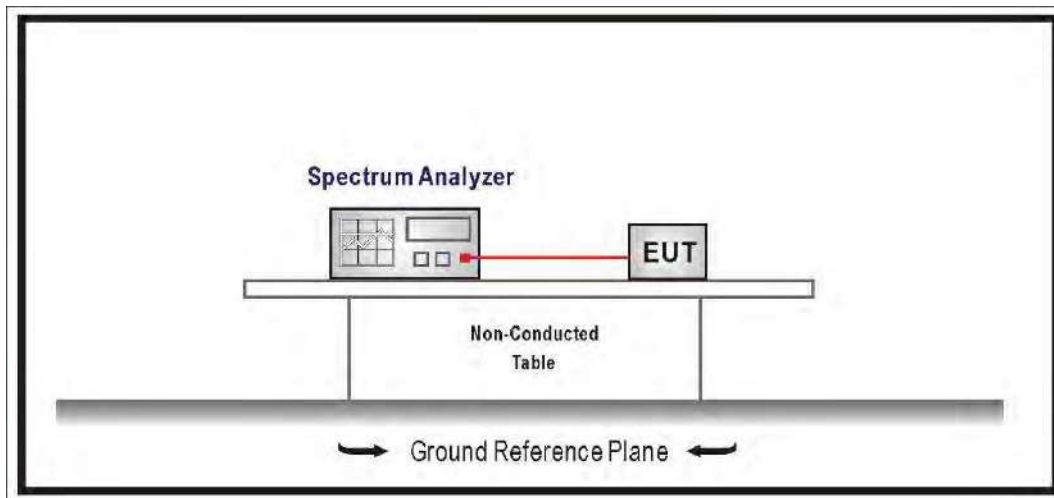 Spectrum Analyzer
EUT
Non-Conducted
Table
Ground Reference Plane